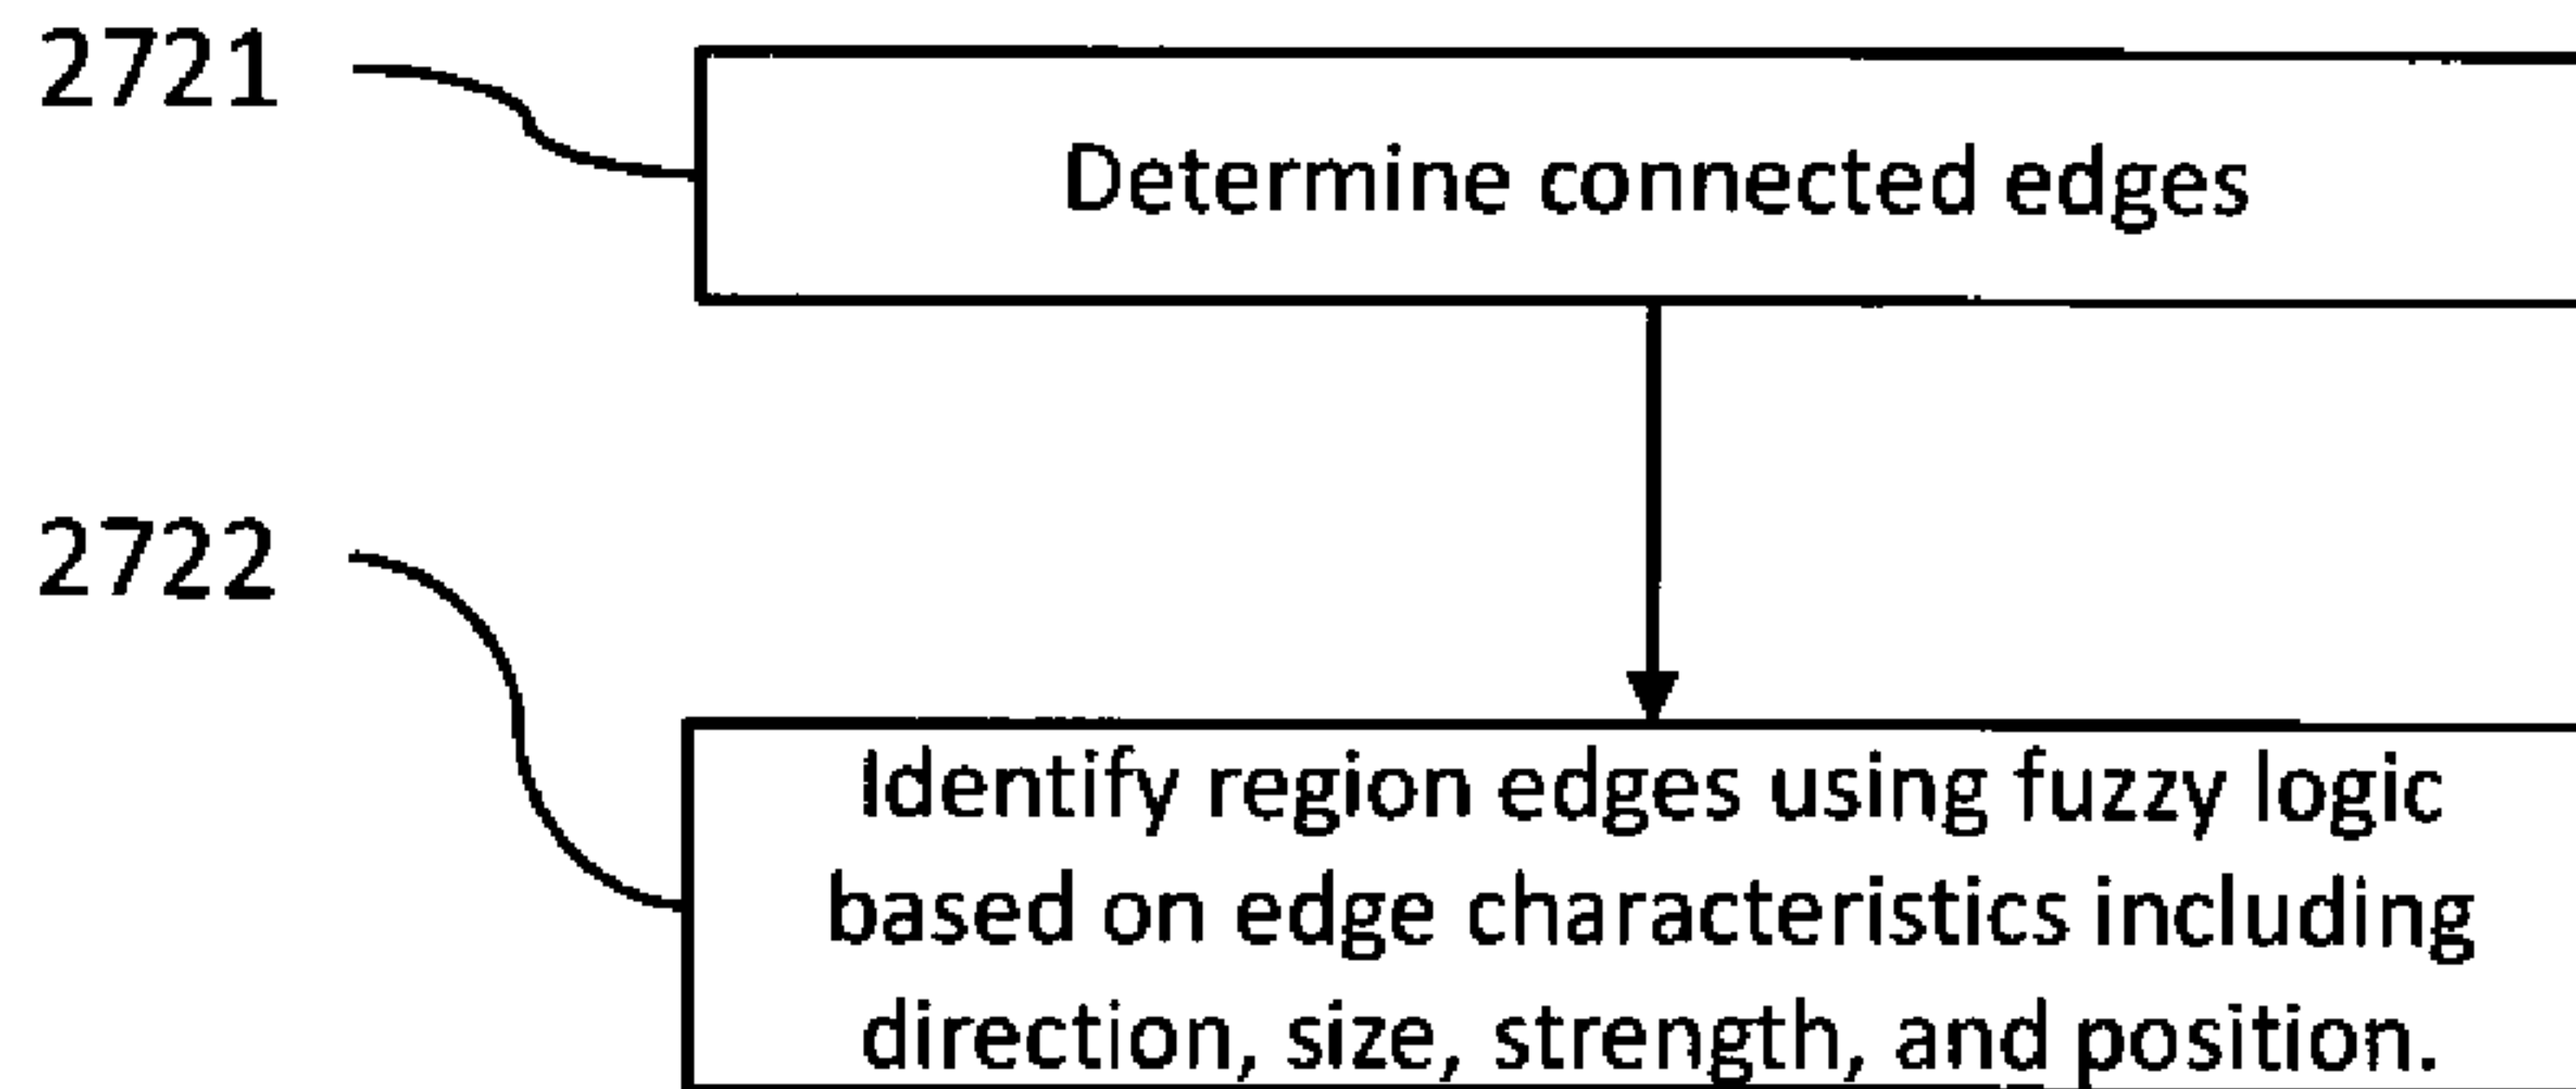 2721
Determine connected edges
2722
Identify region edges using fuzzy logic
based on edge characteristics including
direction, size, strength, and position.